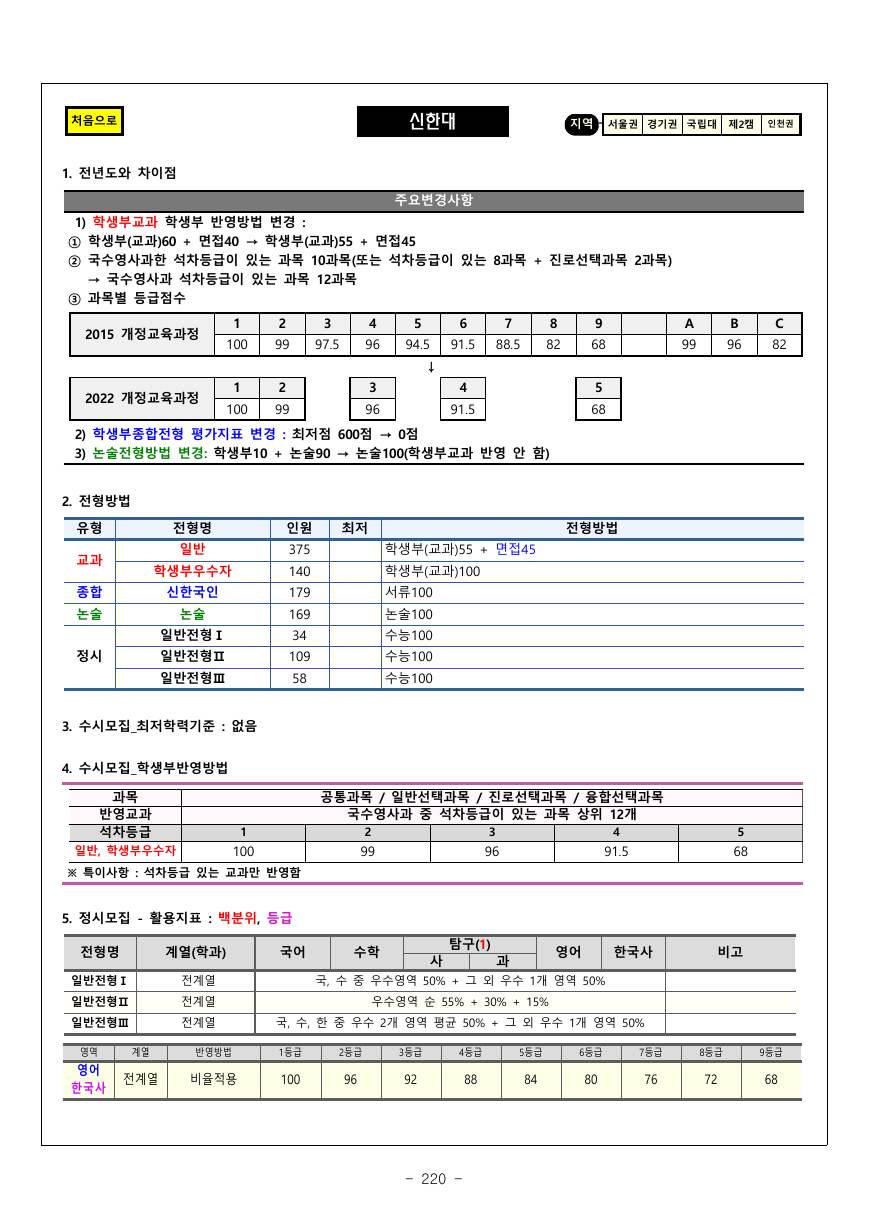 처음으로
신한대
지역 서울권 경기권 국립대 제2캠 인천권
1. 전년도와 차이점
주요변경사항
1) 학생부교과 학생부 반영방법 변경 :
① 학생부(교과)60 + 면접40 → 학생부(교과)55 + 면접45
② 국수영사과한 석차등급이 있는 과목 10과목(또는 석차등급이 있는 8과목 + 진로선택과목 2과목)
→ 국수영사과 석차등급이 있는 과목 12과목
③ 과목별 등급점수
2015 개정교육과정 1 2 3 4 5 6 7 8 9 A B C
100 99 97.5 96 94.5 91.5 88.5 82 68 99 96 82
↓
2022 개정교육과정 1 2 3 4 5
100 99 96 91.5 68
2) 학생부종합전형 평가지표 변경 : 최저점 600점 → 0점
3) 논술전형방법 변경: 학생부10 + 논술90 → 논술100(학생부교과 반영 안 함)
2. 전형방법
유형 전형명 인원 최저 전형방법
교과 일반 375 학생부(교과)55 + 면접45
학생부우수자 140 학생부(교과)100
종합 신한국인 179 서류100
논술 논술 169 논술100
정시 일반전형Ⅰ 34 수능100
일반전형Ⅱ 109 수능100
일반전형Ⅲ 58 수능100
3. 수시모집_최저학력기준 : 없음
4. 수시모집_학생부반영방법
과목 공통과목 / 일반선택과목 / 진로선택과목 / 융합선택과목
반영교과 국수영사과 중 석차등급이 있는 과목 상위 12개
석차등급 1 2 3 4 5
일반, 학생부우수자 100 99 96 91.5 68
※ 특이사항 : 석차등급 있는 교과만 반영함
5. 정시모집 - 활용지표 : 백분위, 등급
전형명 계열(학과) 국어 수학 탐구(1) 영어 한국사 비고
사 과
일반전형Ⅰ 전계열 국, 수 중 우수영역 50% + 그 외 우수 1개 영역 50%
일반전형Ⅱ 전계열 우수영역 순 55% + 30% + 15%
일반전형Ⅲ 전계열 국, 수, 한 중 우수 2개 영역 평균 50% + 그 외 우수 1개 영역 50%
영역 계열 반영방법 1등급 2등급 3등급 4등급 5등급 6등급 7등급 8등급 9등급
영어
한국사 전계열 비율적용 100 96 92 88 84 80 76 72 68
- 220 -